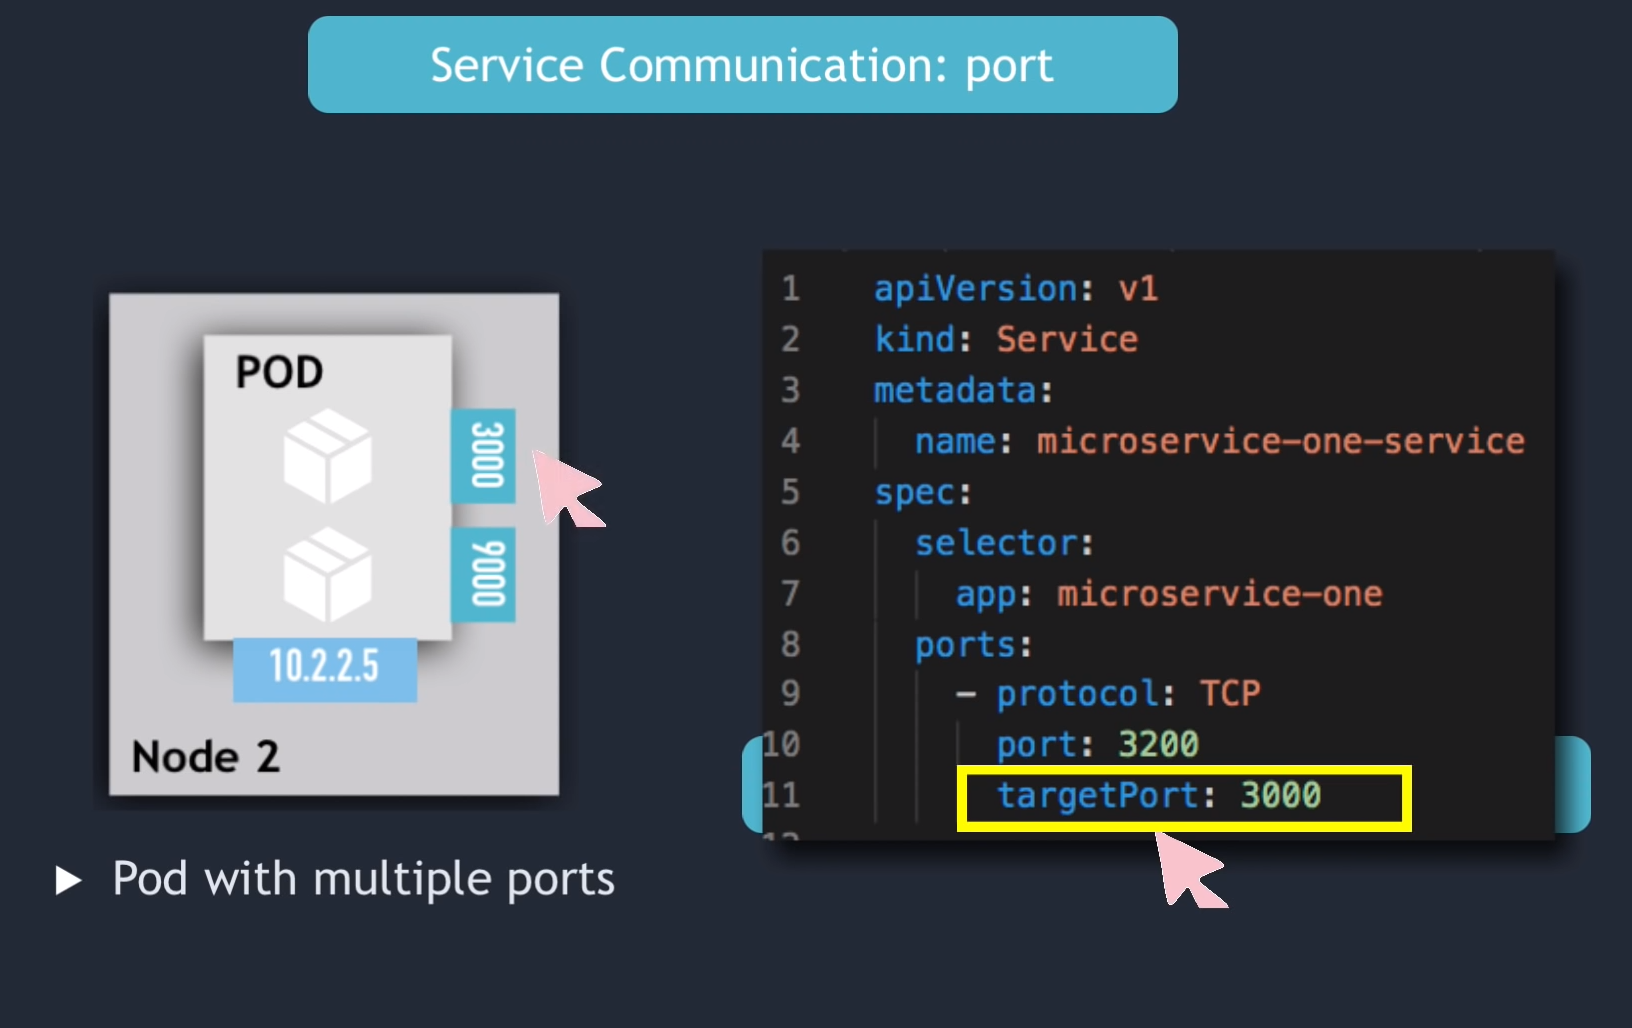 Service Communication: port
POD
3000
9000
10.2.2.5
Node 2
Pod with multiple ports
1 apiVersion: v1
2 kind: Service
3 metadata:
4 name: microservice-one-service
5 spec:
6 selector:
7 app: microservice-one
8 ports:
9 - protocol: TCP
10 port: 3200
11 targetPort: 3000